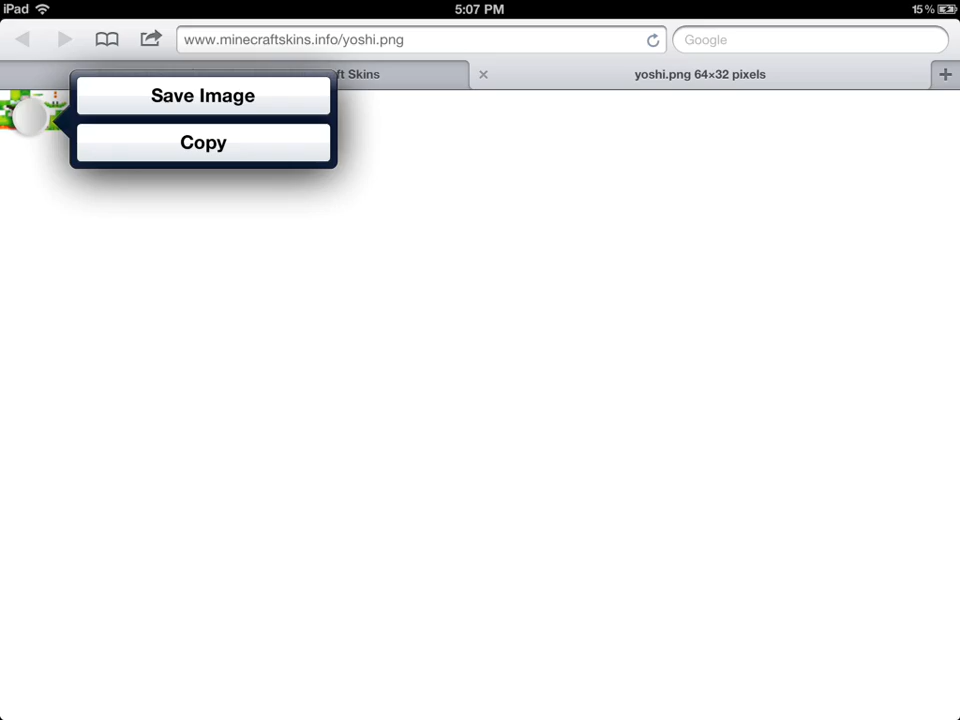 iPad 5:07 PM 15%
www.minecraftskins.info/yoshi.png Google
ft Skins yoshi.png 64×32 pixels
Save Image
Copy